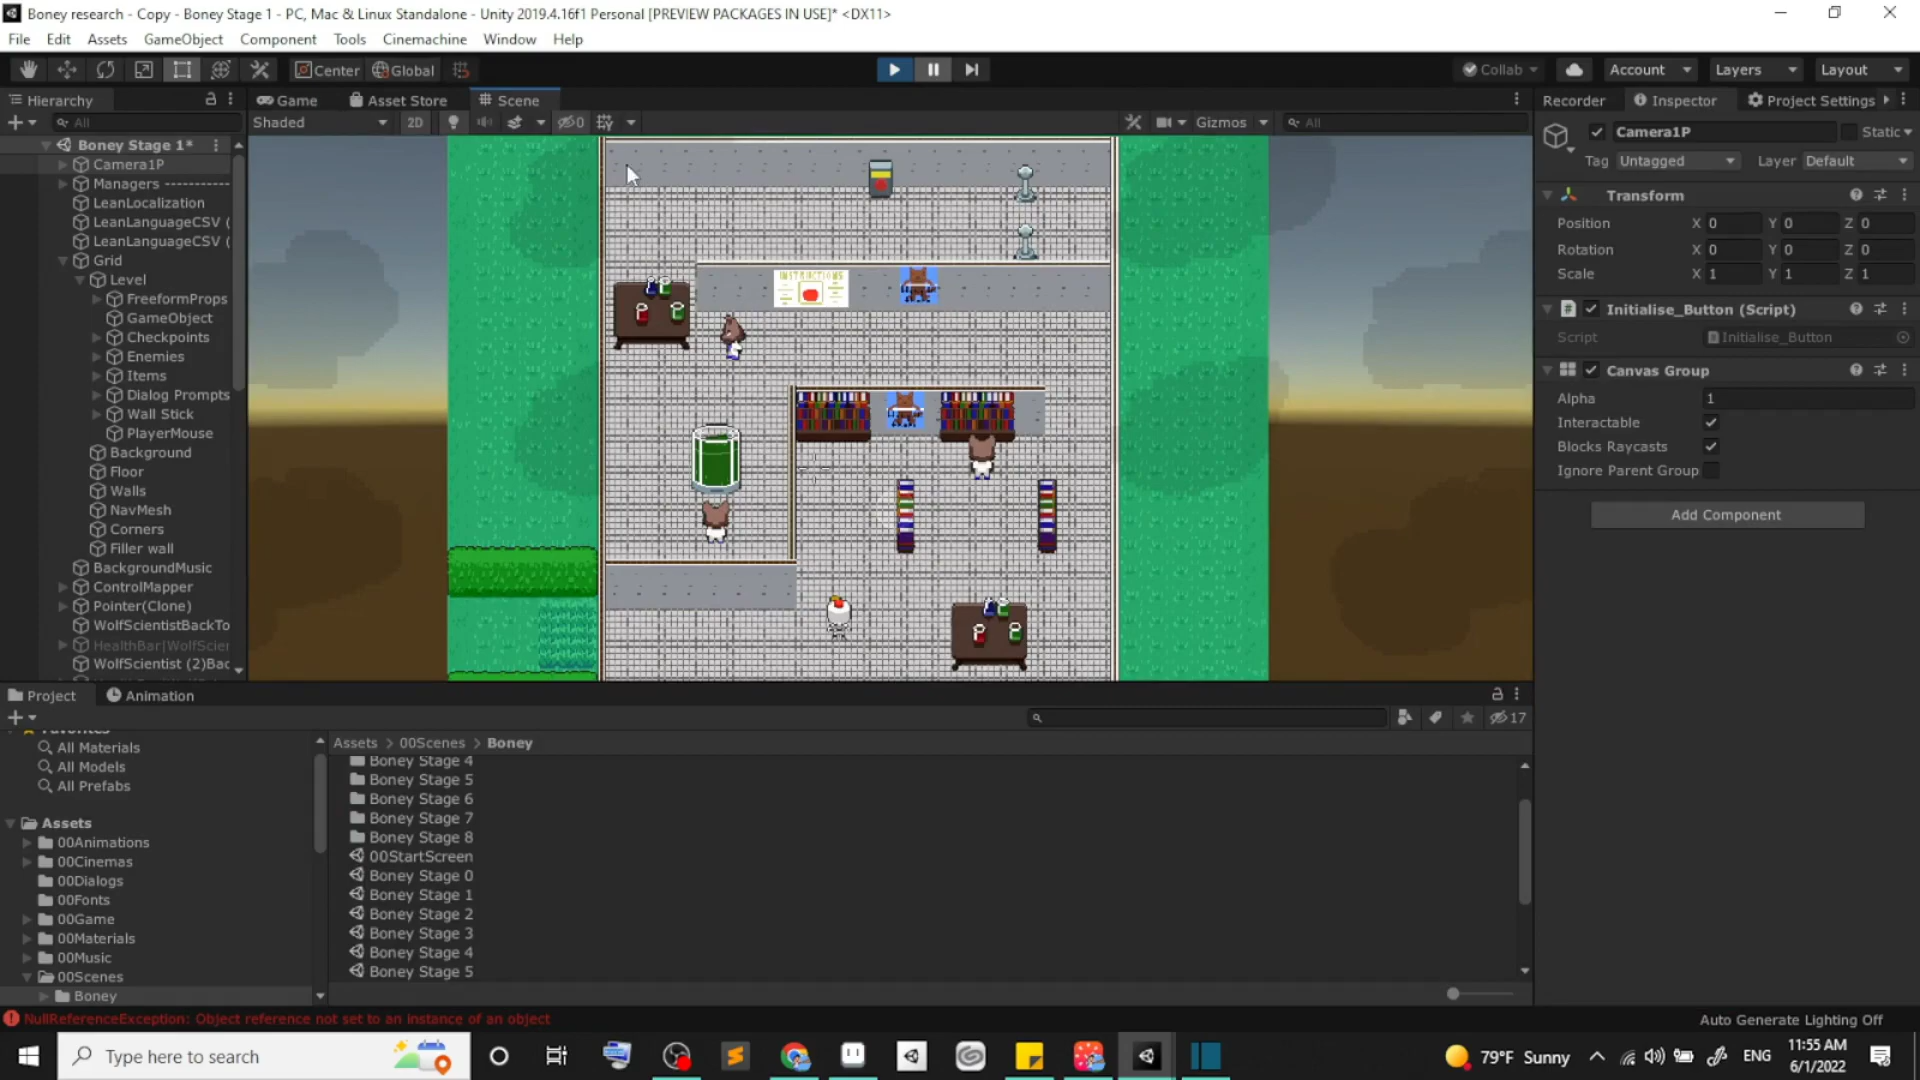 Boney research - Copy - Boney Stage 1 - PC, Mac & Linux Standalone - Unity 2019.4.16f1 Personal [PREVIEW PACKAGES IN USE]* <DX11>
File Edit Assets GameObject Component Tools Cinemachine Window Help
Center Global Collab Account Layers Layout
Hierarchy
All
Boney Stage 1*
Camera1P
Managers -----------
LeanLocalization
LeanLanguageCSV (
LeanLanguageCSV (
Grid
Level
FreeformProps
GameObject
Checkpoints
Enemies
Items
Dialog Prompts
Wall Stick
PlayerMouse
Background
Floor
Walls
NavMesh
Corners
Filler wall
BackgroundMusic
ControlMapper
Pointer(Clone)
WolfScientistBackTo
HealthBar|WolfScier
WolfScientist (2)Bac
Game Asset Store Scene
Shaded 2D 0 Gizmos All
INSTRUCTIONS
Recorder Inspector Project Settings
Camera1P Static
Tag Untagged Layer Default
Transform
Position X 0 Y 0 Z 0
Rotation X 0 Y 0 Z 0
Scale X 1 Y 1 Z 1
Initialise_Button (Script)
Script Initialise_Button
Canvas Group
Alpha 1
Interactable
Blocks Raycasts
Ignore Parent Group
Add Component
Project Animation
17
All Materials
All Models
All Prefabs
Assets
00Animations
00Cinemas
00Dialogs
00Fonts
00Game
00Materials
00Music
00Scenes
Boney
Assets > 00Scenes > Boney
Boney Stage 4
Boney Stage 5
Boney Stage 6
Boney Stage 7
Boney Stage 8
00StartScreen
Boney Stage 0
Boney Stage 1
Boney Stage 2
Boney Stage 3
Boney Stage 4
Boney Stage 5
NullReferenceException: Object reference not set to an instance of an object
Auto Generate Lighting Off
Type here to search
79°F Sunny
ENG
11:55 AM
6/1/2022